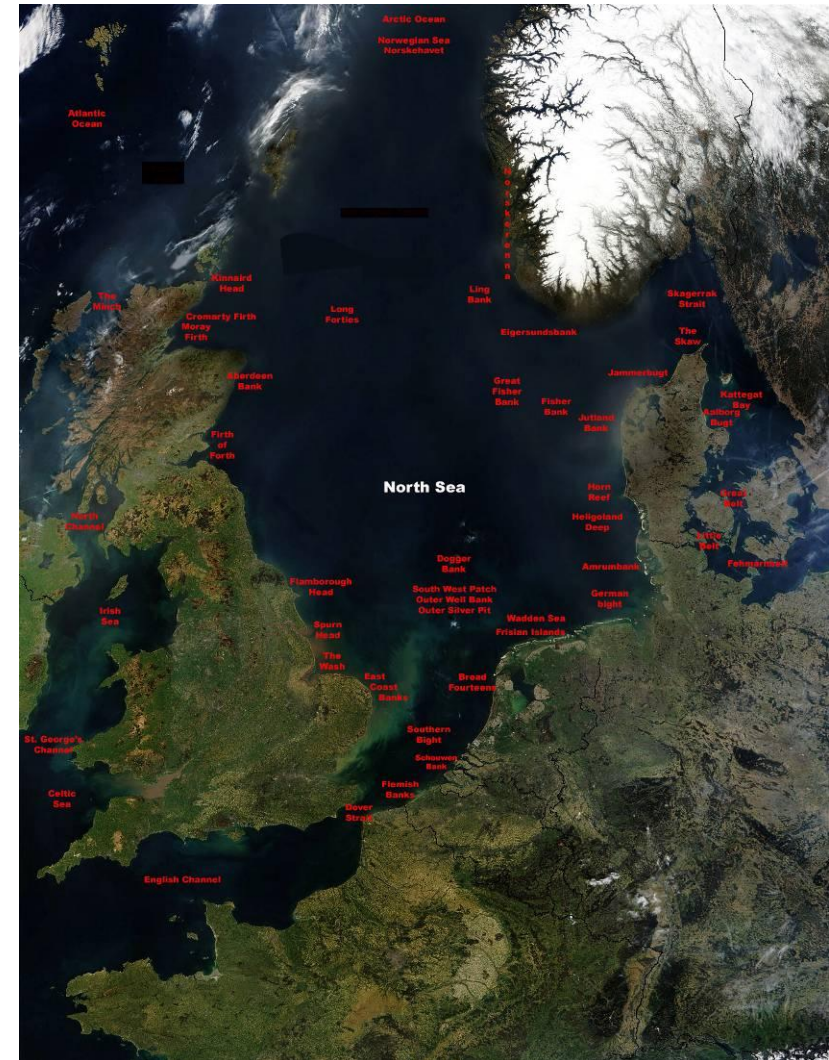 Arctic Ocean
Norwegian Sea
Norskehavet
Atlantic
Ocean
Norskerenna
Kinnaird
Head
The
Minch
Cromarty Firth
Moray
Firth
Long
Forties
Ling
Bank
Skagerrak
Strait
Eigersundsbank
The
Skaw
Aberdeen
Bank
Great
Fisher
Bank
Jammerbugt
Fisher
Bank
Jutland
Bank
Kattegat
Bay
Aalborg
Bugt
Firth
of
Forth
North Sea
Horn
Reef
Great
Belt
North
Channel
Heligoland
Deep
Little
Belt
Dogger
Bank
Amrumbank
Fehmarnbelt
Flamborough
Head
South West Patch
Outer Well Bank
Outer Silver Pit
German
bight
Irish
Sea
Spurn
Head
Wadden Sea
Frisian Islands
The
Wash
East
Coast
Banks
Broad
Fourteens
St. George's
Channel
Southern
Bight
Schouwen
Bank
Celtic
Sea
Flemish
Banks
Dover
Strait
English Channel